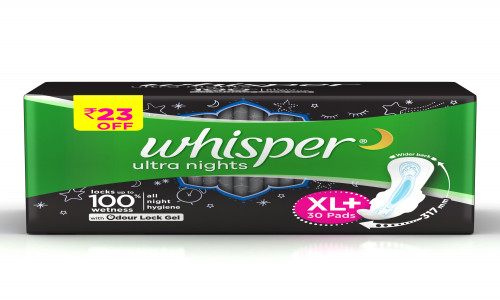 ₹23
OFF
whisper®
ultra nights
locks up to
100%
wetness
all
night
hygiene
with Odour Lock Gel
XL+
30 Pads
Wider back
317 mm